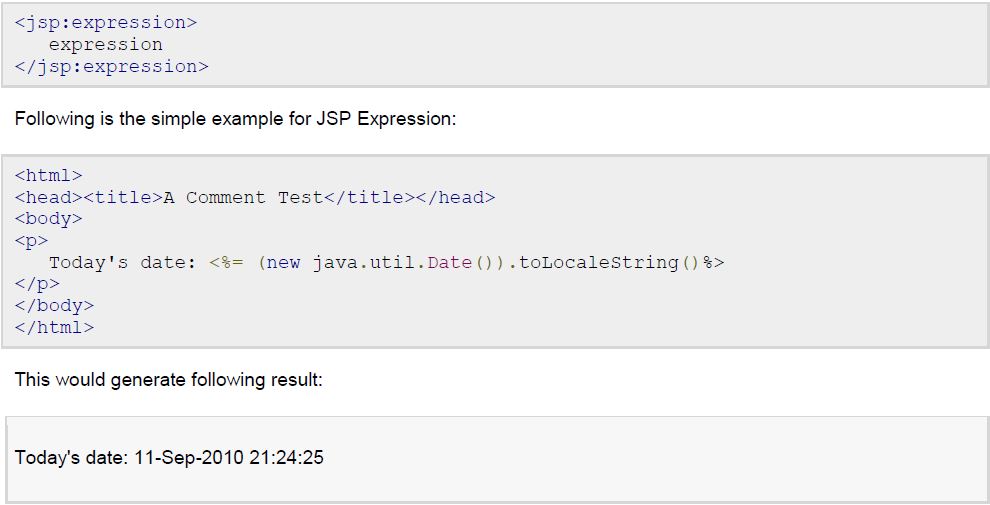 <jsp:expression>
   expression
</jsp:expression>
Following is the simple example for JSP Expression:
<html>
<head><title>A Comment Test</title></head>
<body>
<p>
   Today's date: <%= (new java.util.Date()).toLocaleString()%>
</p>
</body>
</html>
This would generate following result:
Today's date: 11-Sep-2010 21:24:25